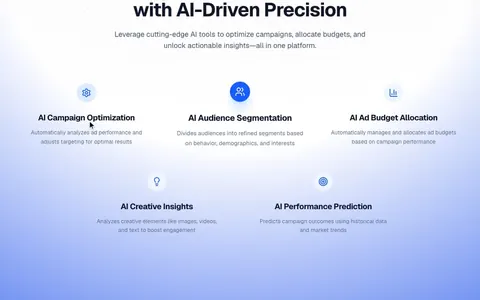 with AI-Driven Precision
Leverage cutting-edge AI tools to optimize campaigns, allocate budgets, and
unlock actionable insights—all in one platform.
AI Campaign Optimization
Automatically analyzes ad performance and
adjusts targeting for optimal results
AI Audience Segmentation
Divides audiences into refined segments based
on behavior, demographics, and interests
AI Ad Budget Allocation
Automatically manages and allocates ad budgets
based on campaign performance
AI Creative Insights
Analyzes creative elements like images, videos,
and text to boost engagement
AI Performance Prediction
Predicts campaign outcomes using historical data
and market trends